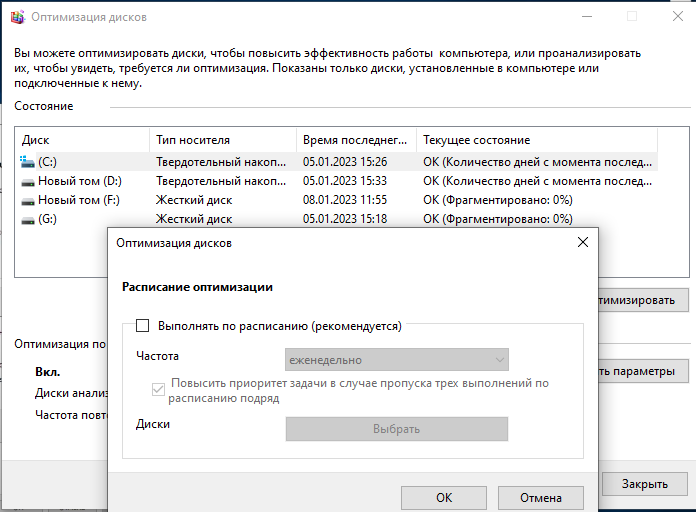 Оптимизация дисков
Вы можете оптимизировать диски, чтобы повысить эффективность работы компьютера, или проанализировать
их, чтобы увидеть, требуется ли оптимизация. Показаны только диски, установленные в компьютере или
подключенные к нему.
Состояние
Диск Тип носителя Время последнег... Текущее состояние
(C:) Твердотельный накоп... 05.01.2023 15:26 ОК (Количество дней с момента послед...
Новый том (D:) Твердотельный накоп... 05.01.2023 15:33 ОК (Количество дней с момента послед...
Новый том (F:) Жесткий диск 08.01.2023 11:55 ОК (Фрагментировано: 0%)
(G:) Жесткий диск 05.01.2023 15:18 ОК (Фрагментировано: 0%)
Оптимизация дисков
Расписание оптимизации
тимизировать
Выполнять по расписанию (рекомендуется)
Оптимизация по
Частота еженедельно
Вкл.
ть параметры
Повысить приоритет задачи в случае пропуска трех выполнений по
расписанию подряд
Диски анализ
Частота повто
Диски Выбрать
Закрыть
ОК Отмена